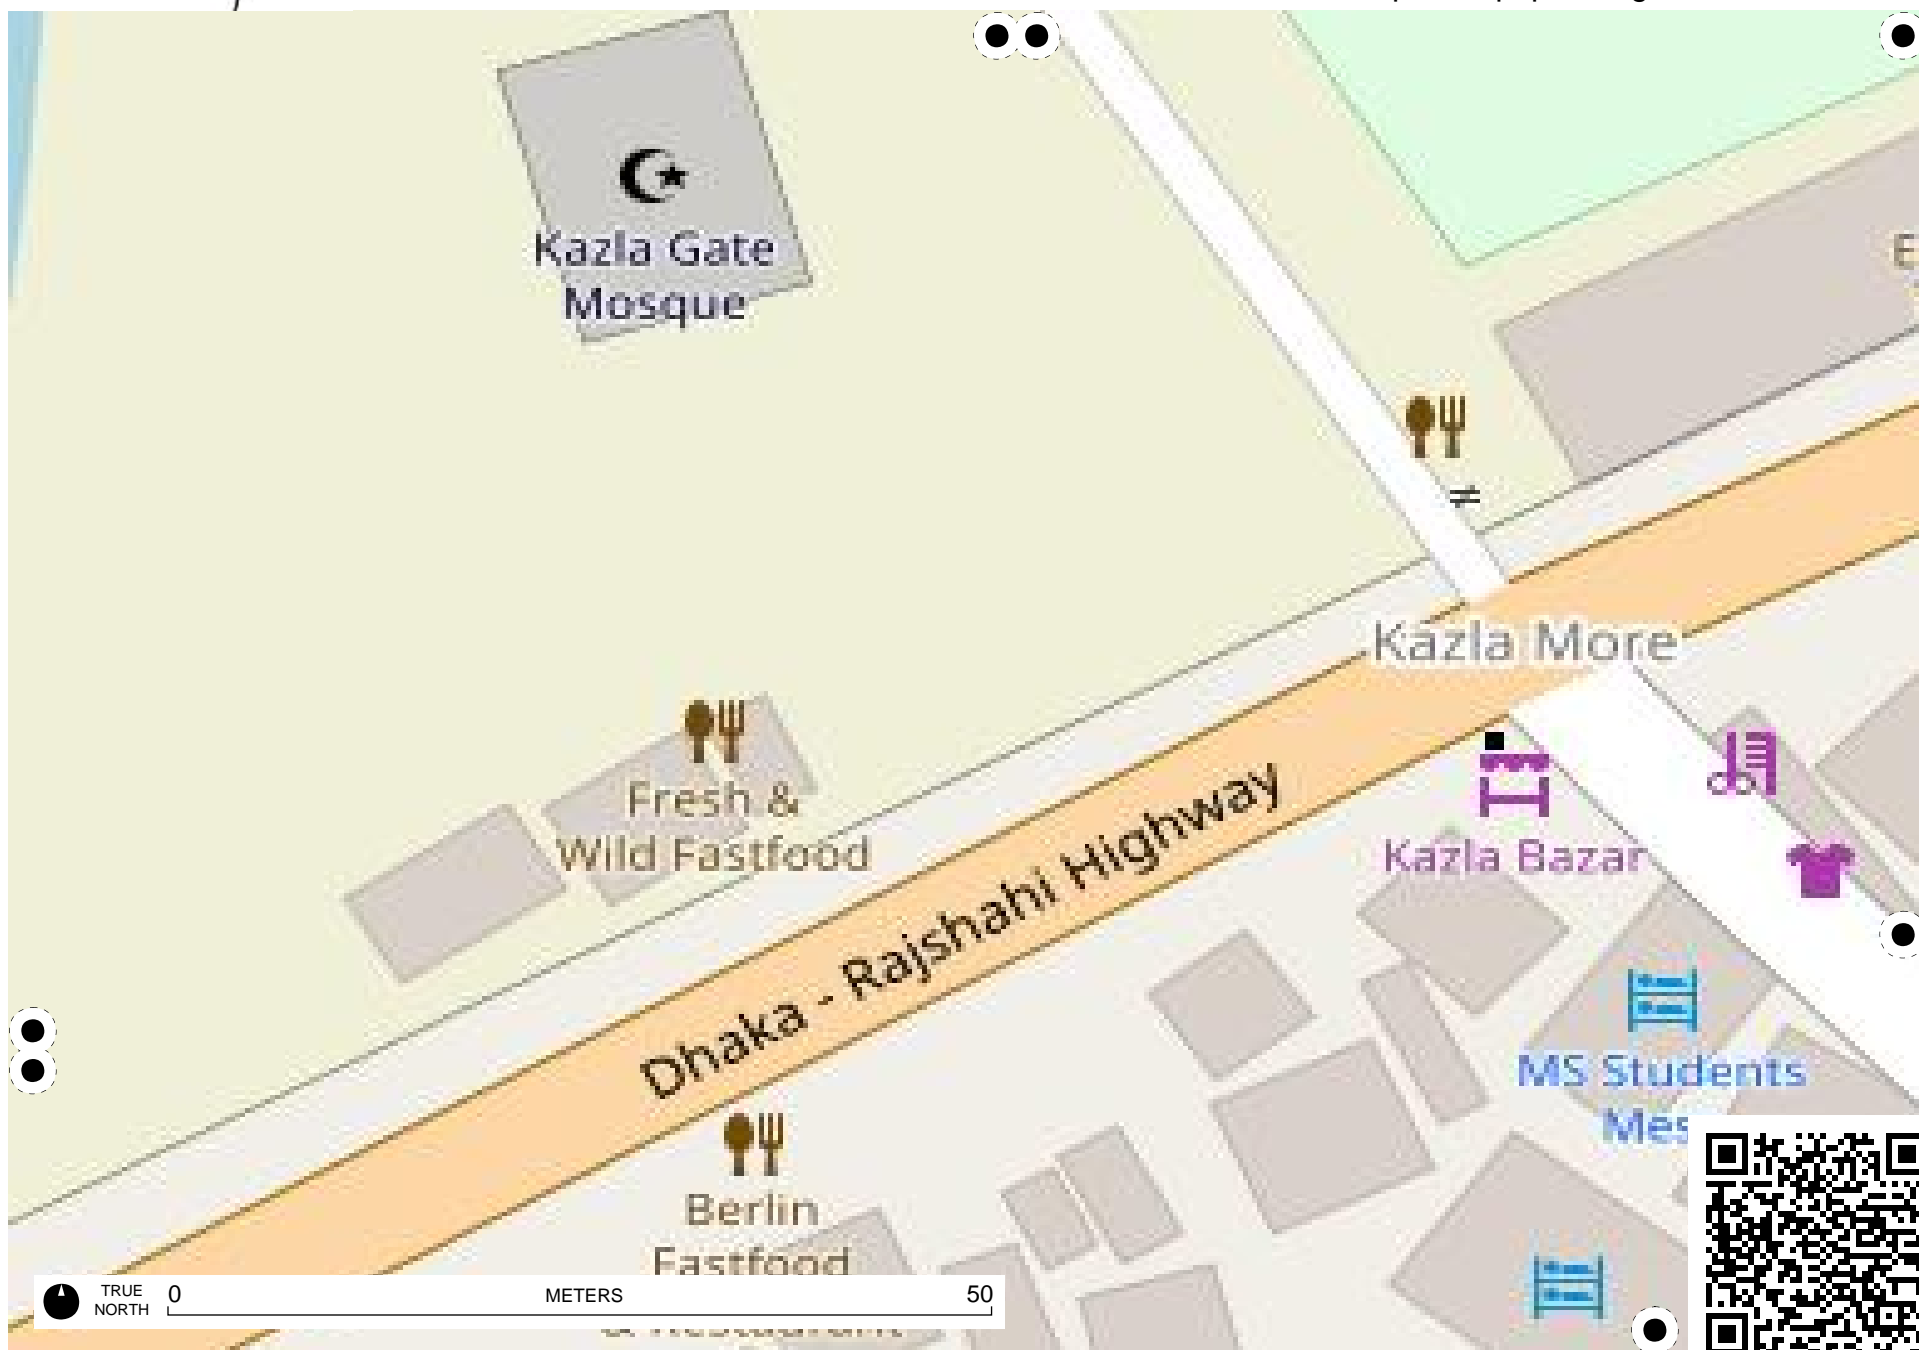 Kazla Gate
Mosque
Kazla More
Fresh &
Wild Fastfood
Dhaka - Rajshahi Highway
Kazla Bazar
MS Students
Berlin
Fastfood
& Restaurant
TRUE
NORTH
0
METERS
50